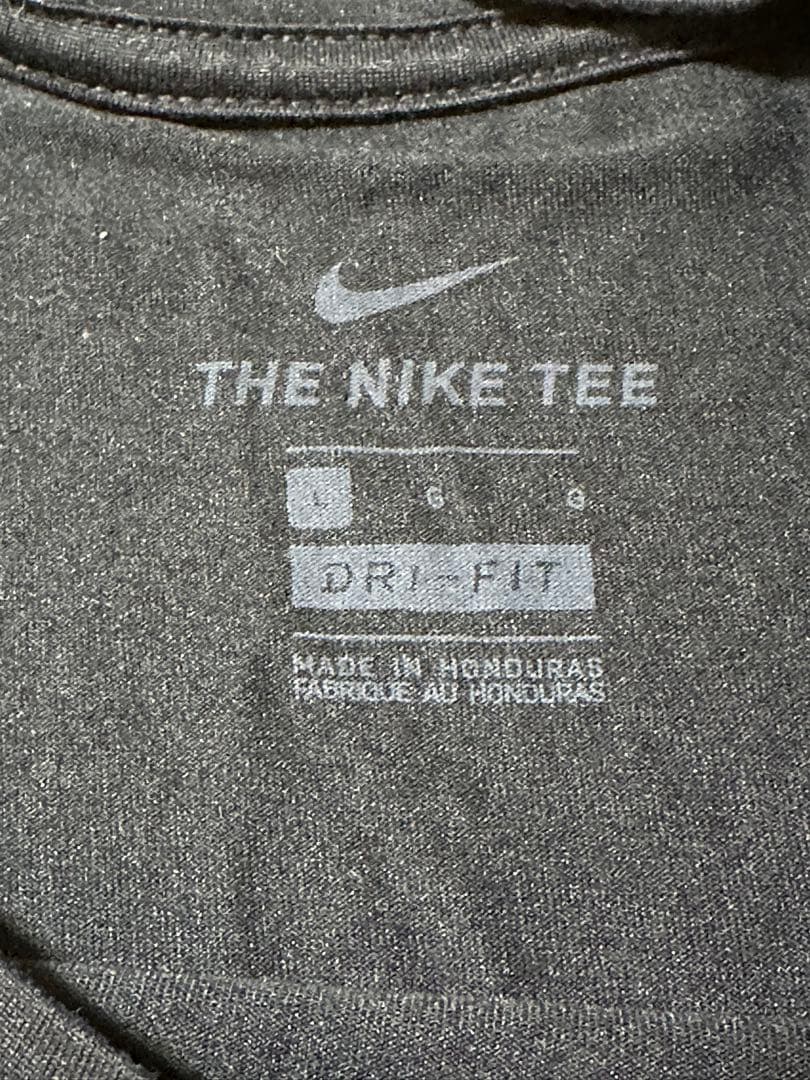 THE NIKE TEE
L G G
DRI-FIT
MADE IN HONDURAS
FABRIQUE AU HONDURAS